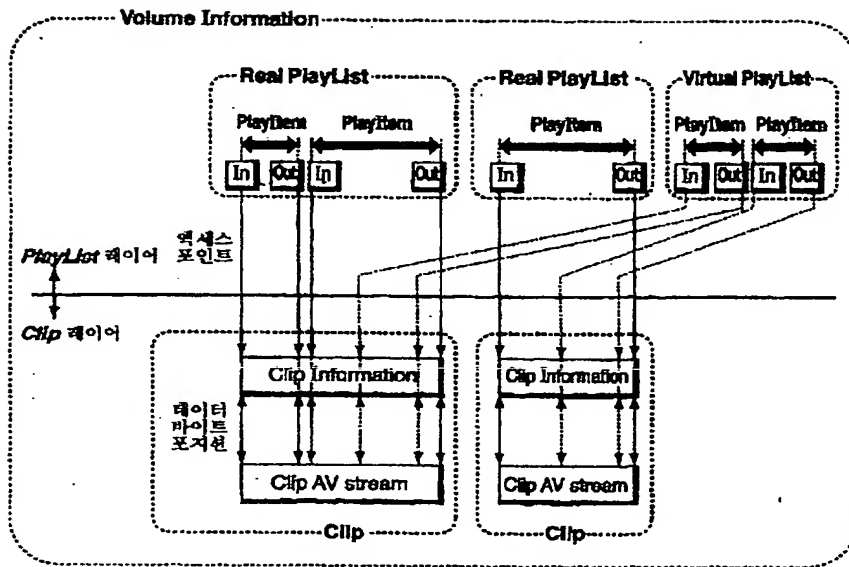 Volume Information
Real PlayList
Real PlayList
Virtual PlayList
PlayItem
PlayItem
PlayItem
PlayItem
PlayItem
In
Out
In
Out
In
Out
In
Out
In
Out
액세스
포인트
PlayList 레이어
Clip 레이어
Clip Information
Clip Information
데이터
바이트
포지션
Clip AV stream
Clip AV stream
Clip
Clip